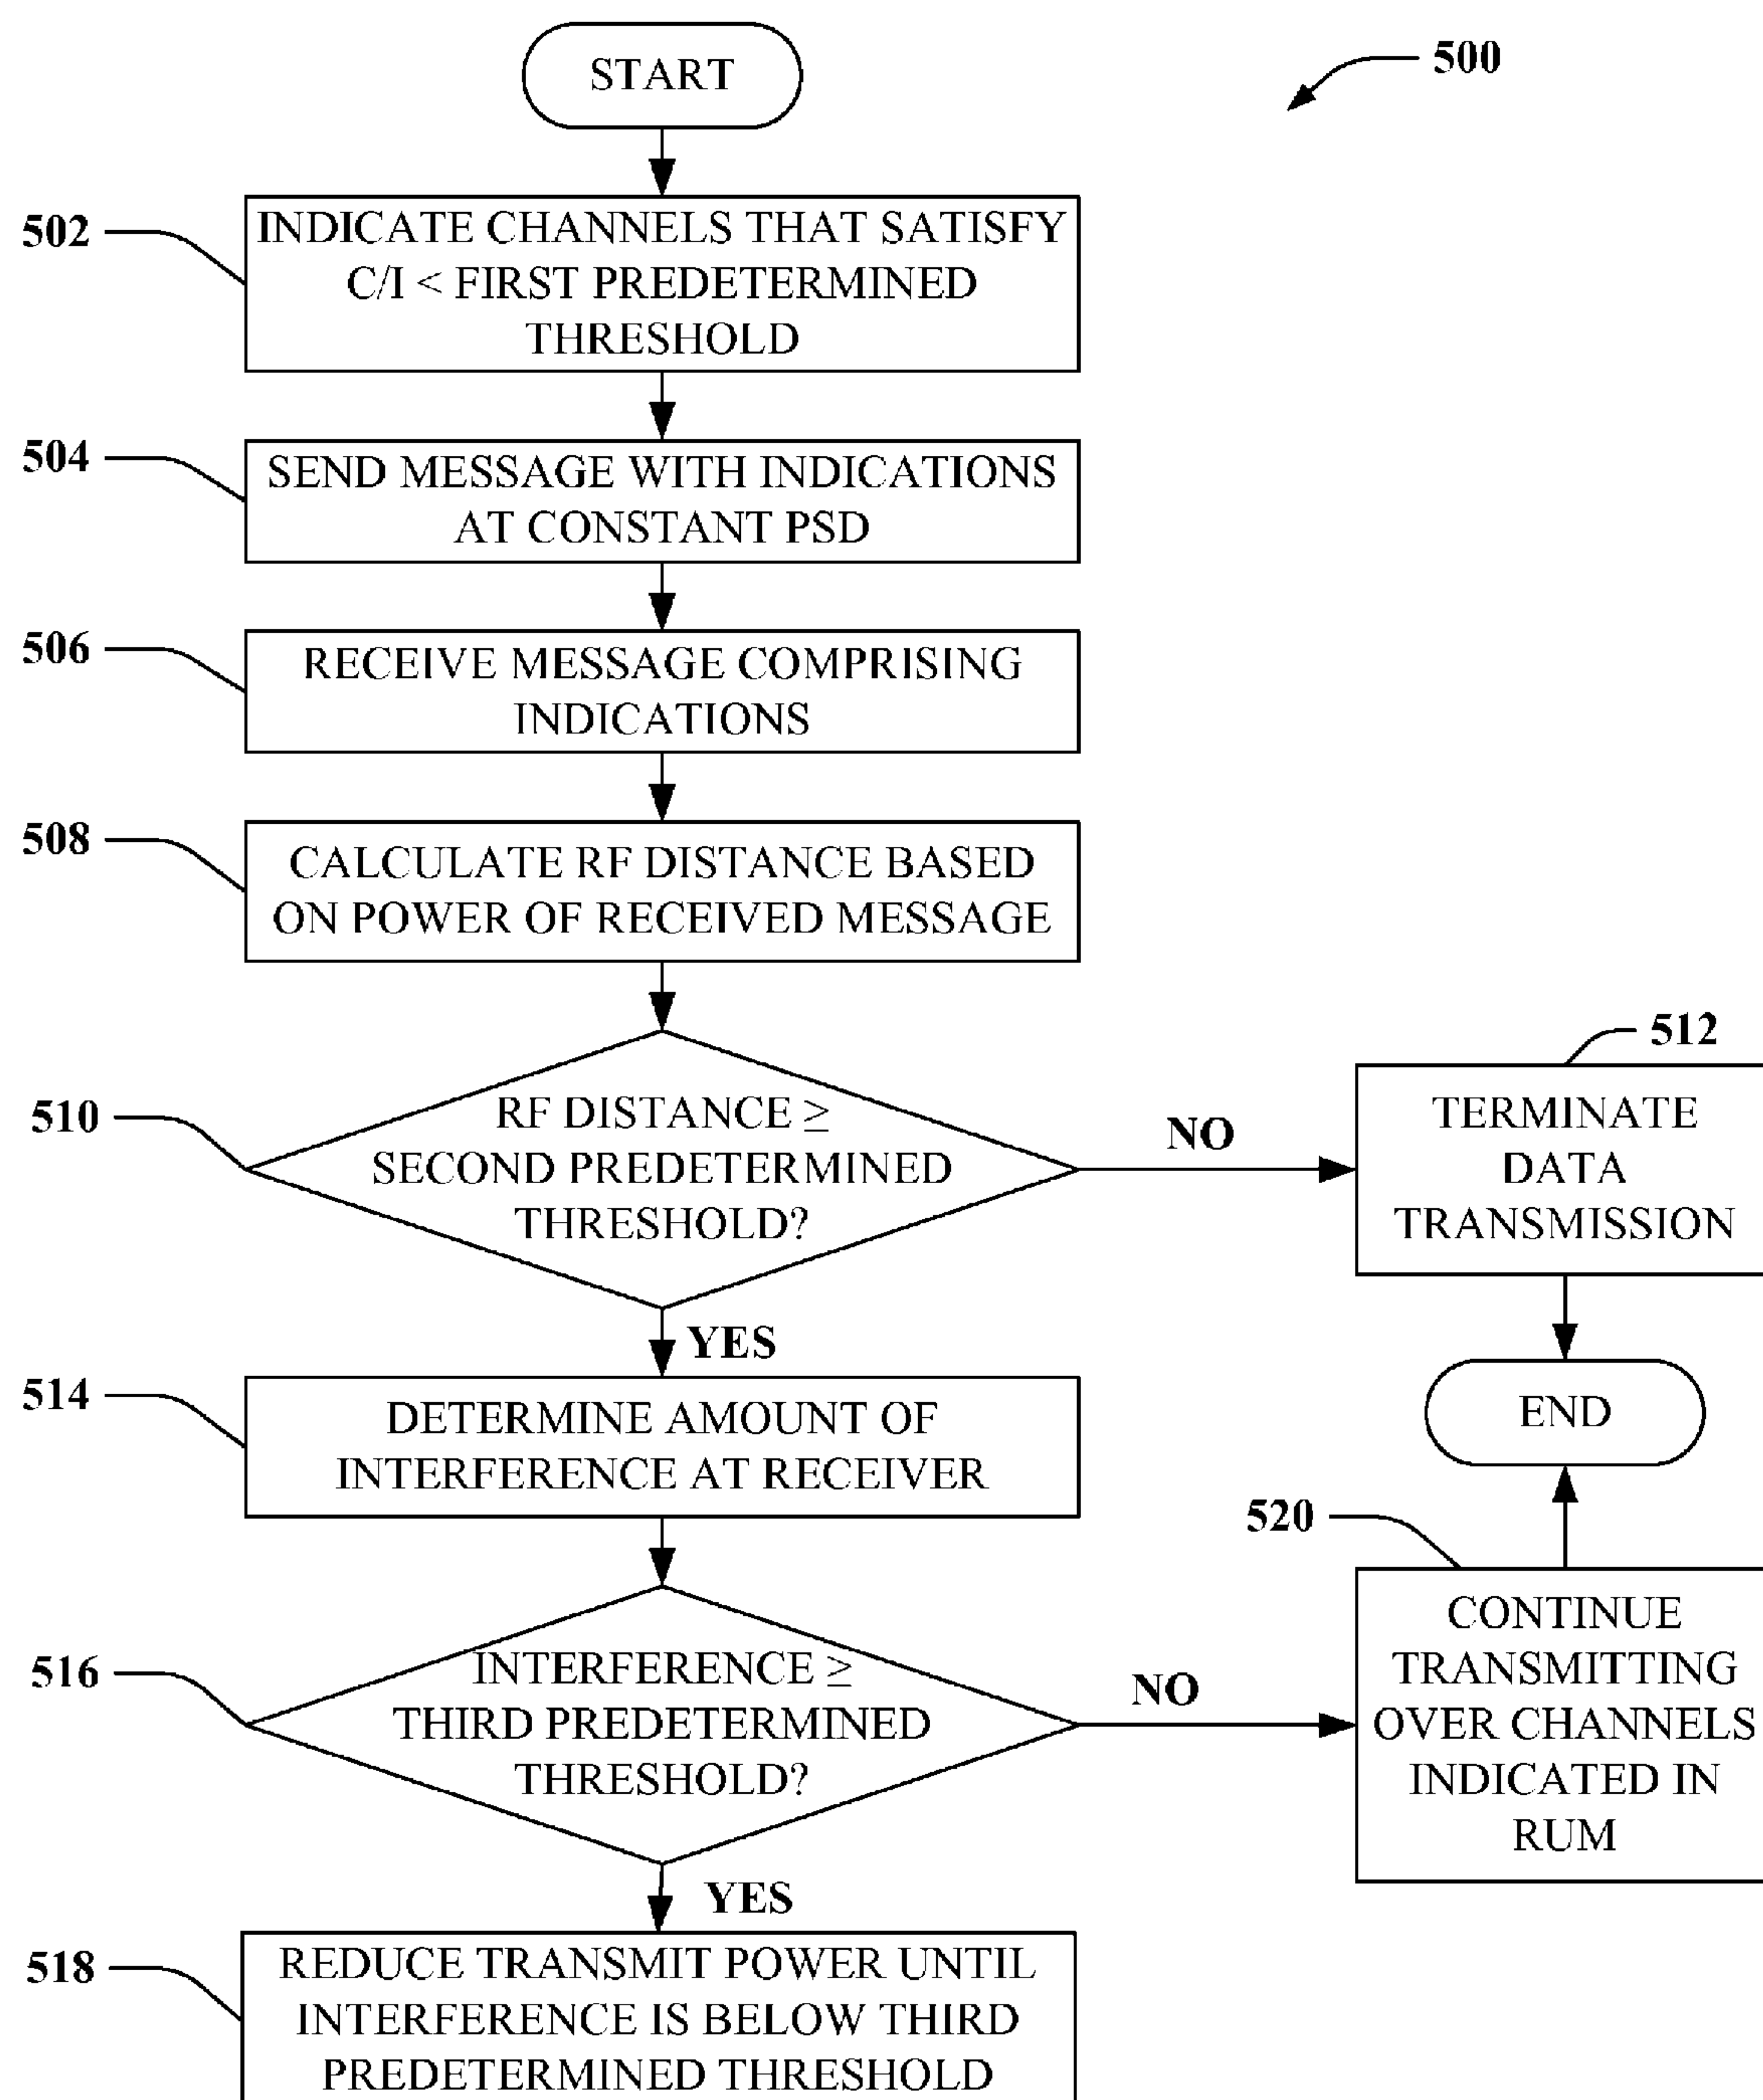 START
500
502
INDICATE CHANNELS THAT SATISFY
C/I < FIRST PREDETERMINED
THRESHOLD
504
SEND MESSAGE WITH INDICATIONS
AT CONSTANT PSD
506
RECEIVE MESSAGE COMPRISING
INDICATIONS
508
CALCULATE RF DISTANCE BASED
ON POWER OF RECEIVED MESSAGE
510
RF DISTANCE ≥
SECOND PREDETERMINED
THRESHOLD?
NO
512
TERMINATE
DATA
TRANSMISSION
END
YES
514
DETERMINE AMOUNT OF
INTERFERENCE AT RECEIVER
516
INTERFERENCE ≥
THIRD PREDETERMINED
THRESHOLD?
NO
520
CONTINUE
TRANSMITTING
OVER CHANNELS
INDICATED IN
RUM
YES
518
REDUCE TRANSMIT POWER UNTIL
INTERFERENCE IS BELOW THIRD
PREDETERMINED THRESHOLD